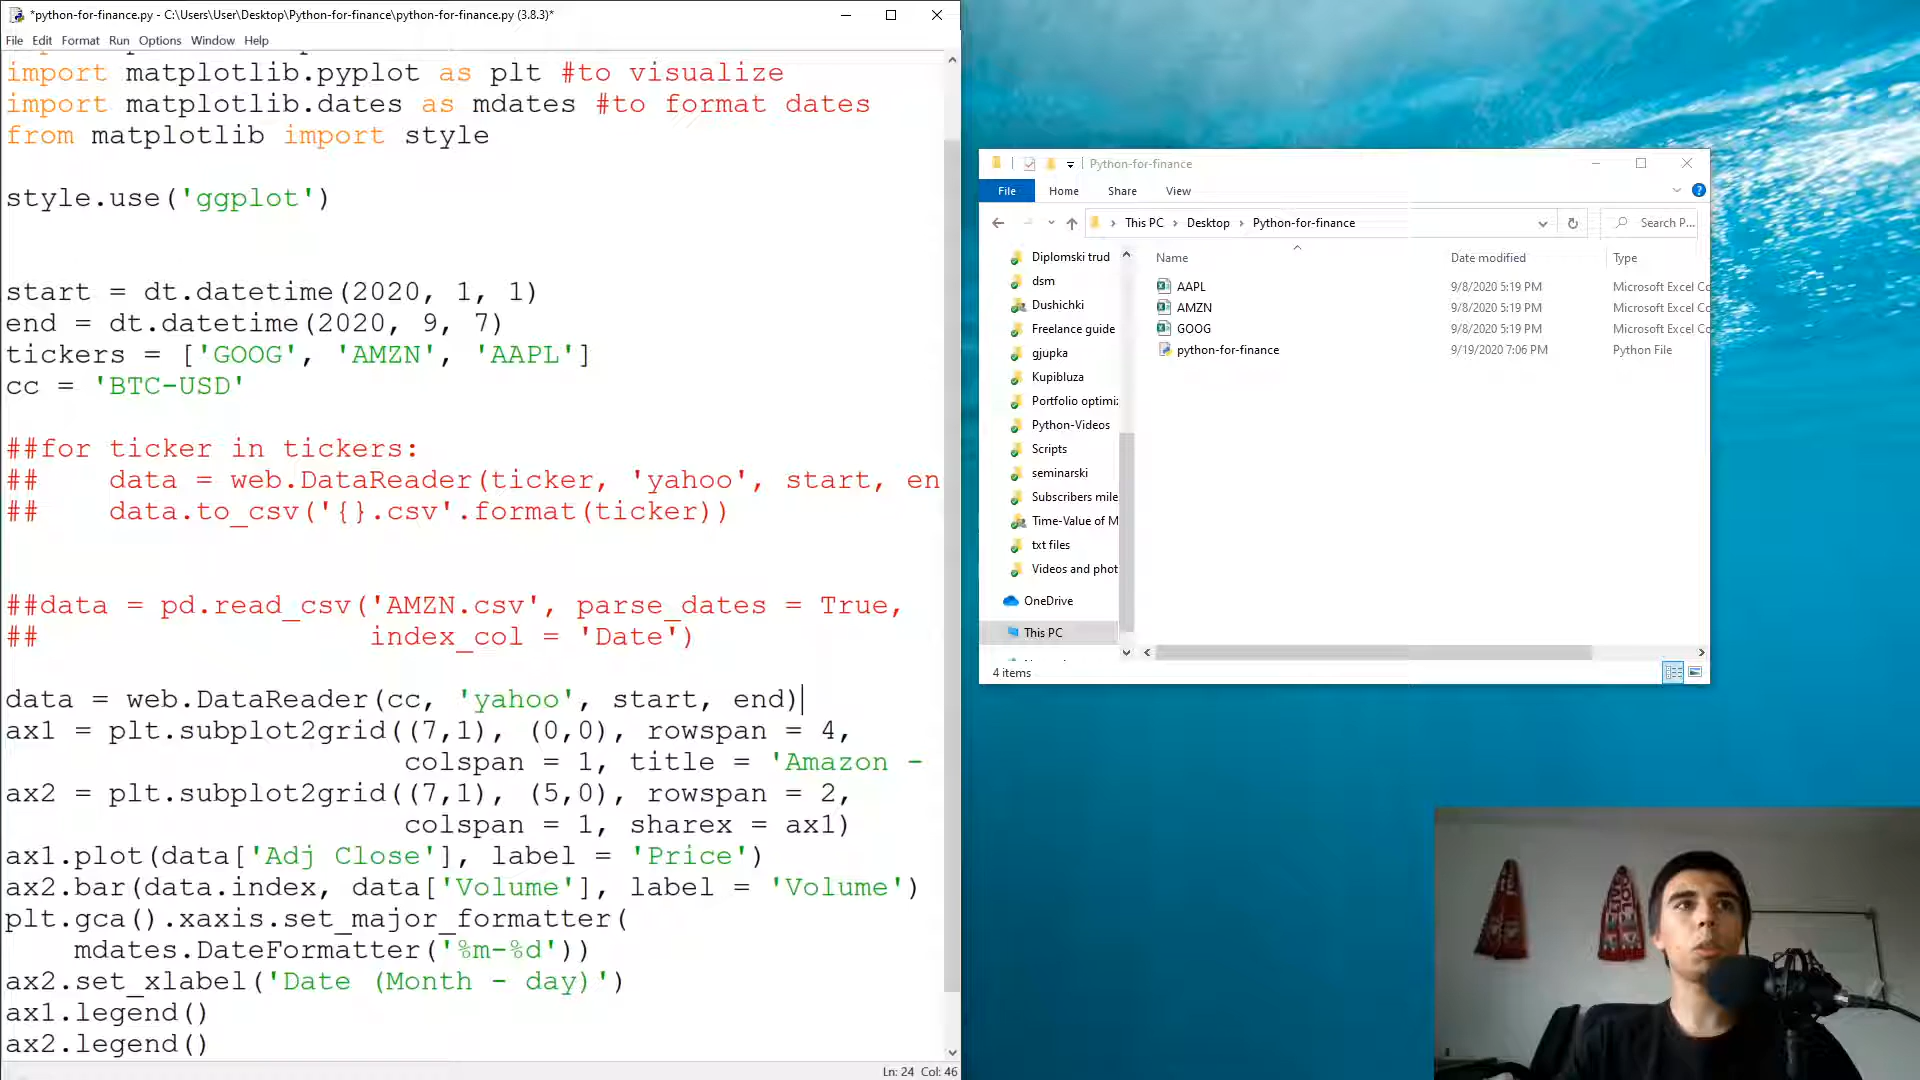 *python-for-finance.py - C:\Users\User\Desktop\Python-for-finance\python-for-finance.py (3.8.3)*
File Edit Format Run Options Window Help
import matplotlib.pyplot as plt #to visualize
import matplotlib.dates as mdates #to format dates
from matplotlib import style
style.use('ggplot')
start = dt.datetime(2020, 1, 1)
end = dt.datetime(2020, 9, 7)
tickers = ['GOOG', 'AMZN', 'AAPL']
cc = 'BTC-USD'
##for ticker in tickers:
##    data = web.DataReader(ticker, 'yahoo', start, en
##    data.to_csv('{}.csv'.format(ticker))
##data = pd.read_csv('AMZN.csv', parse_dates = True,
##                   index_col = 'Date')
data = web.DataReader(cc, 'yahoo', start, end)
ax1 = plt.subplot2grid((7,1), (0,0), rowspan = 4,
                       colspan = 1, title = 'Amazon -
ax2 = plt.subplot2grid((7,1), (5,0), rowspan = 2,
                       colspan = 1, sharex = ax1)
ax1.plot(data['Adj Close'], label = 'Price')
ax2.bar(data.index, data['Volume'], label = 'Volume')
plt.gca().xaxis.set_major_formatter(
    mdates.DateFormatter('%m-%d'))
ax2.set_xlabel('Date (Month - day)')
ax1.legend()
ax2.legend()
Ln: 24 Col: 46
Python-for-finance
File Home Share View
This PC > Desktop > Python-for-finance
Search P...
Diplomski trud
dsm
Dushichki
Freelance guide
gjupka
Kupibluza
Portfolio optimiz
Python-Videos
Scripts
seminarski
Subscribers mile
Time-Value of M
txt files
Videos and phot
OneDrive
This PC
Name Date modified Type
AAPL 9/8/2020 5:19 PM Microsoft Excel Co
AMZN 9/8/2020 5:19 PM Microsoft Excel Co
GOOG 9/8/2020 5:19 PM Microsoft Excel Co
python-for-finance 9/19/2020 7:06 PM Python File
4 items